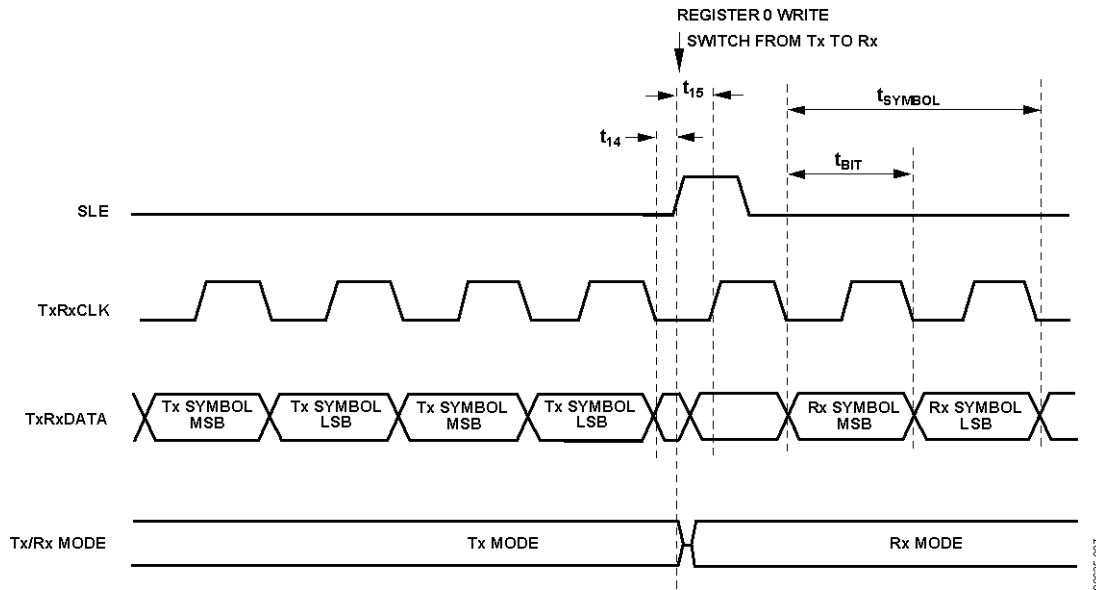 REGISTER 0 WRITE
SWITCH FROM Tx TO Rx
t15
tSYMBOL
t14
tBIT
SLE
TxRxCLK
TxRxDATA
Tx SYMBOL
MSB
Tx SYMBOL
LSB
Tx SYMBOL
MSB
Tx SYMBOL
LSB
Rx SYMBOL
MSB
Rx SYMBOL
LSB
Tx/Rx MODE
Tx MODE
Rx MODE